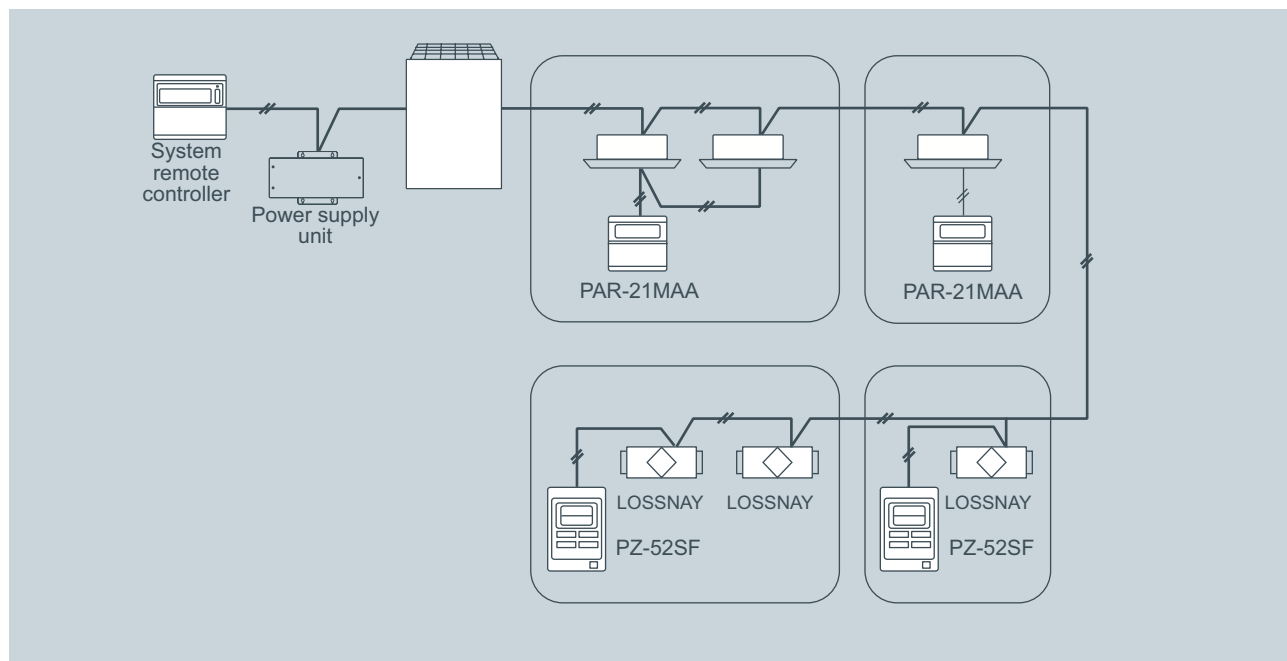 System
remote
controller
Power supply
unit
PAR-21MAA
PAR-21MAA
LOSSNAY
LOSSNAY
LOSSNAY
PZ-52SF
PZ-52SF